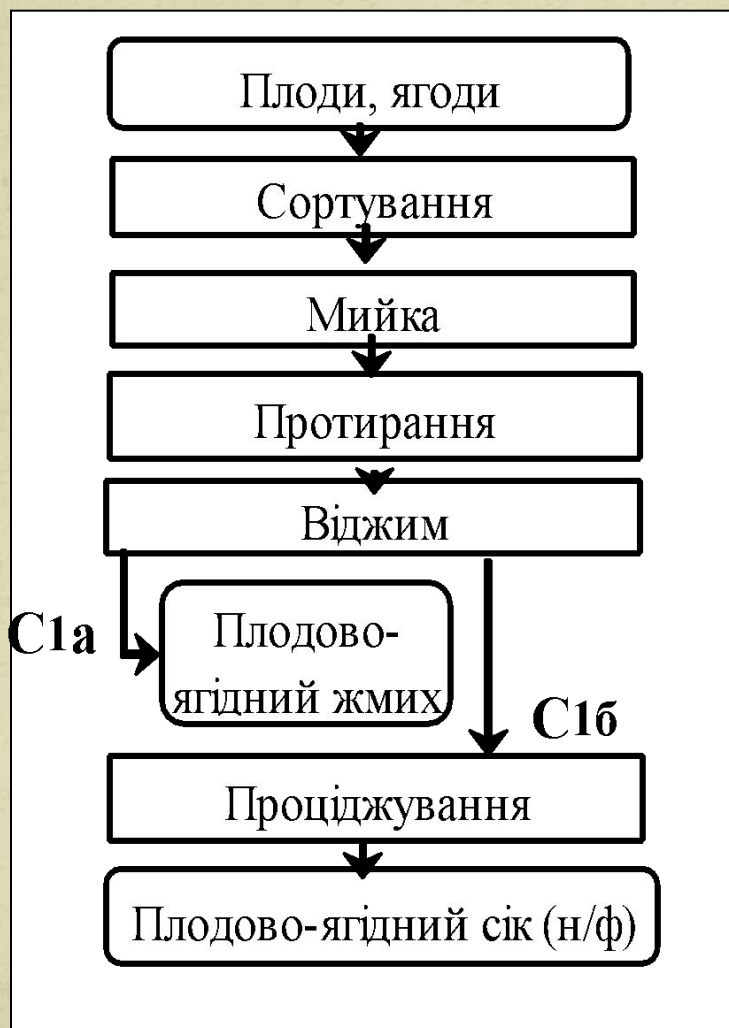 Плоди, ягоди
Сортування
Мийка
Протирання
Віджим
С1а
Плодово-
ягідний жмих
С1б
Проціджування
Плодово-ягідний сік (н/ф)